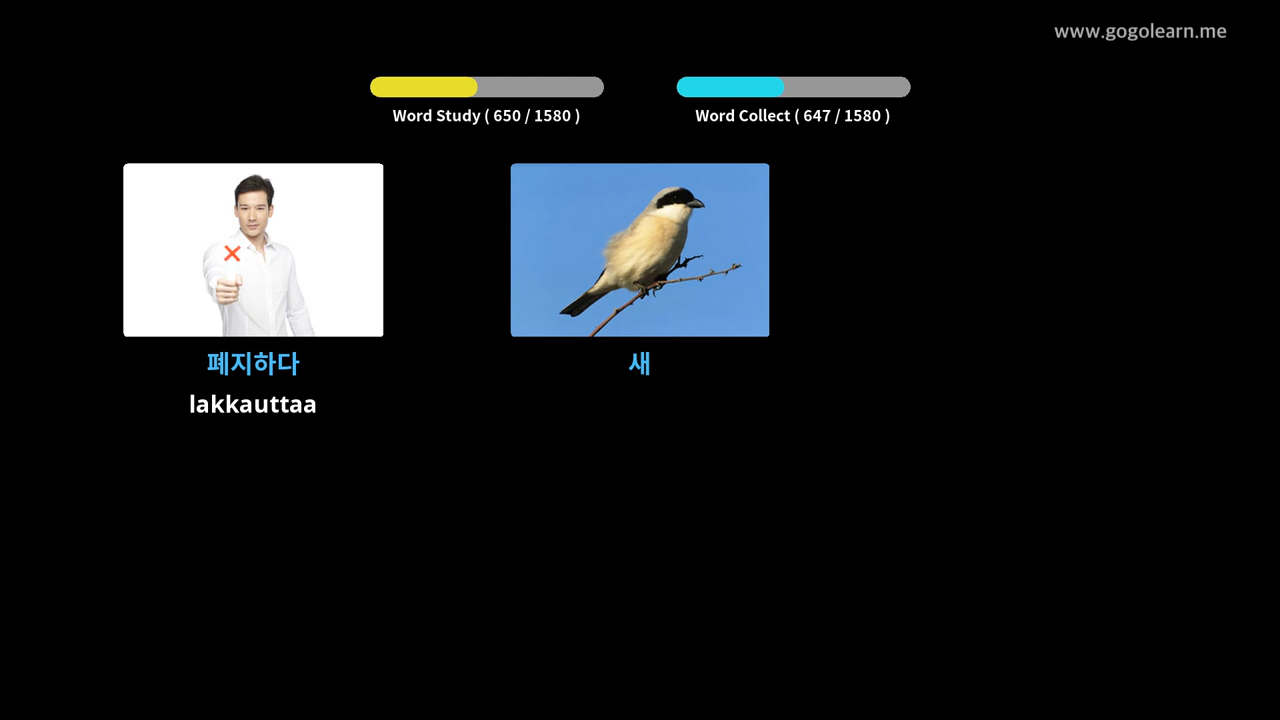 www.gogolearn.me
Word Study ( 650 / 1580 )
Word Collect ( 647 / 1580 )
폐지하다
lakkauttaa
새